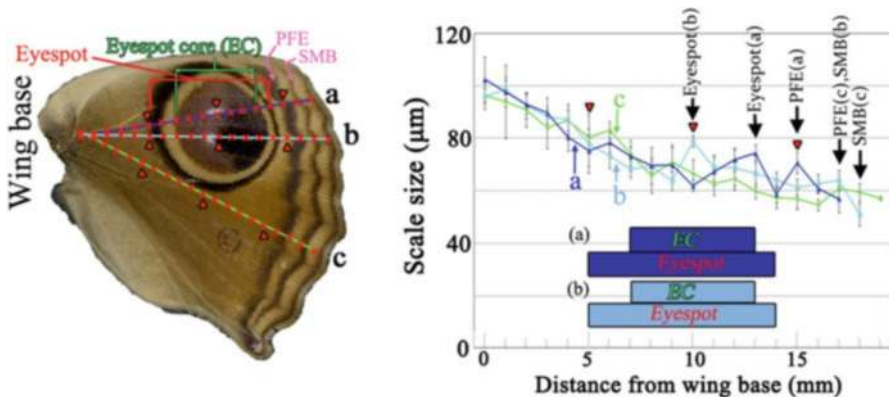 Eyespot core (EC)
PFE
SMB
Eyespot
Wing base
a
b
c
Scale size (μm)
120
80
40
0
Eyespot(b)
Eyespot(a)
PFE(a)
PFE(c),SMB(b)
SMB(c)
c
a
b
(a)
EC
Eyespot
(b)
EC
Eyespot
0 5 10 15
Distance from wing base (mm)